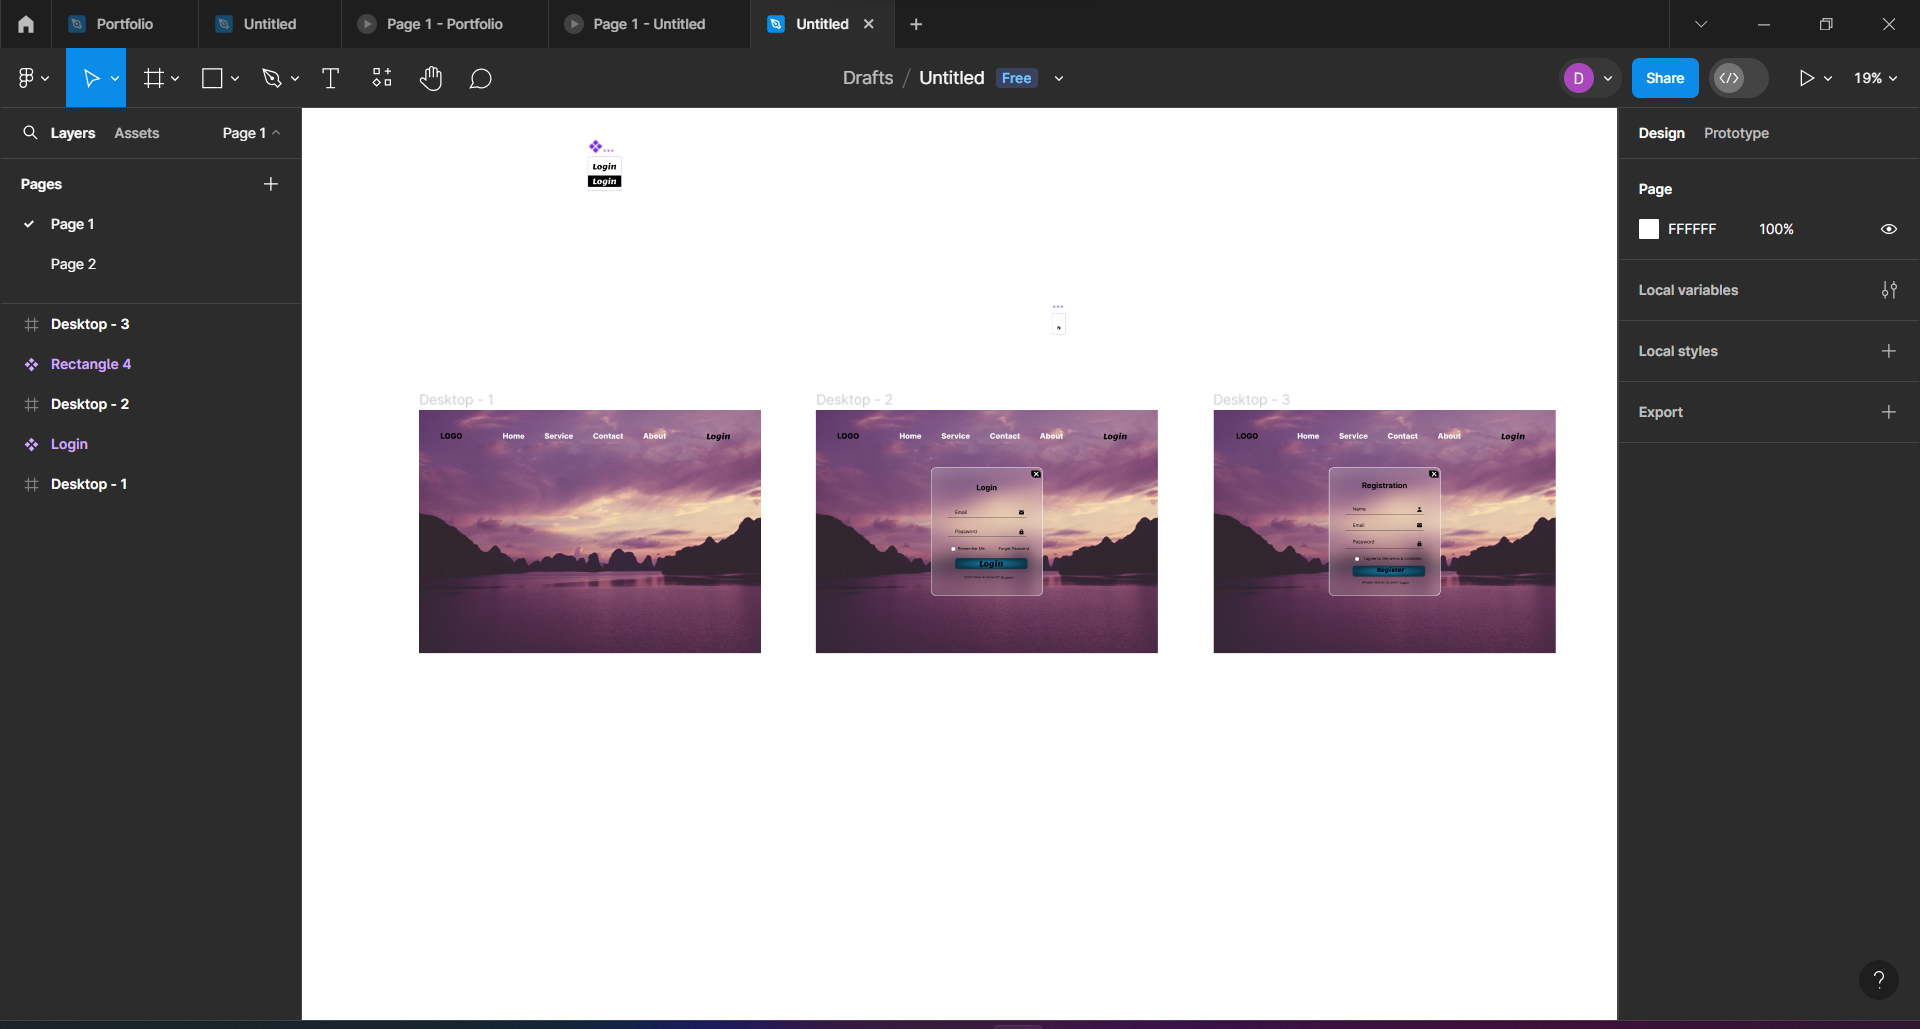 Portfolio
Untitled
Page 1 - Portfolio
Page 1 - Untitled
Untitled
Drafts / Untitled Free
D
Share
19%
Layers Assets Page 1
Pages
Page 1
Page 2
Desktop - 3
Rectangle 4
Desktop - 2
Login
Desktop - 1
...
Login
Login
...
Desktop - 1
LOGO Home Service Contact About Login
Desktop - 2
LOGO Home Service Contact About Login
Login
Email
Password
Remember Me Forget Password
Login
Desktop - 3
LOGO Home Service Contact About Login
Registration
Name
Email
Password
Register
Design Prototype
Page
FFFFFF 100%
Local variables
Local styles
Export
?